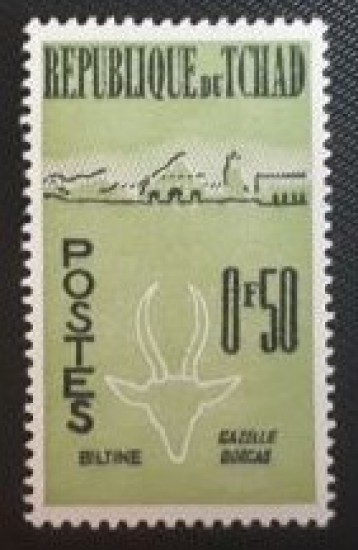 REPUBLIQUE DU TCHAD
POSTES
0F50
BILTINE
GAZELLE
DORCAS